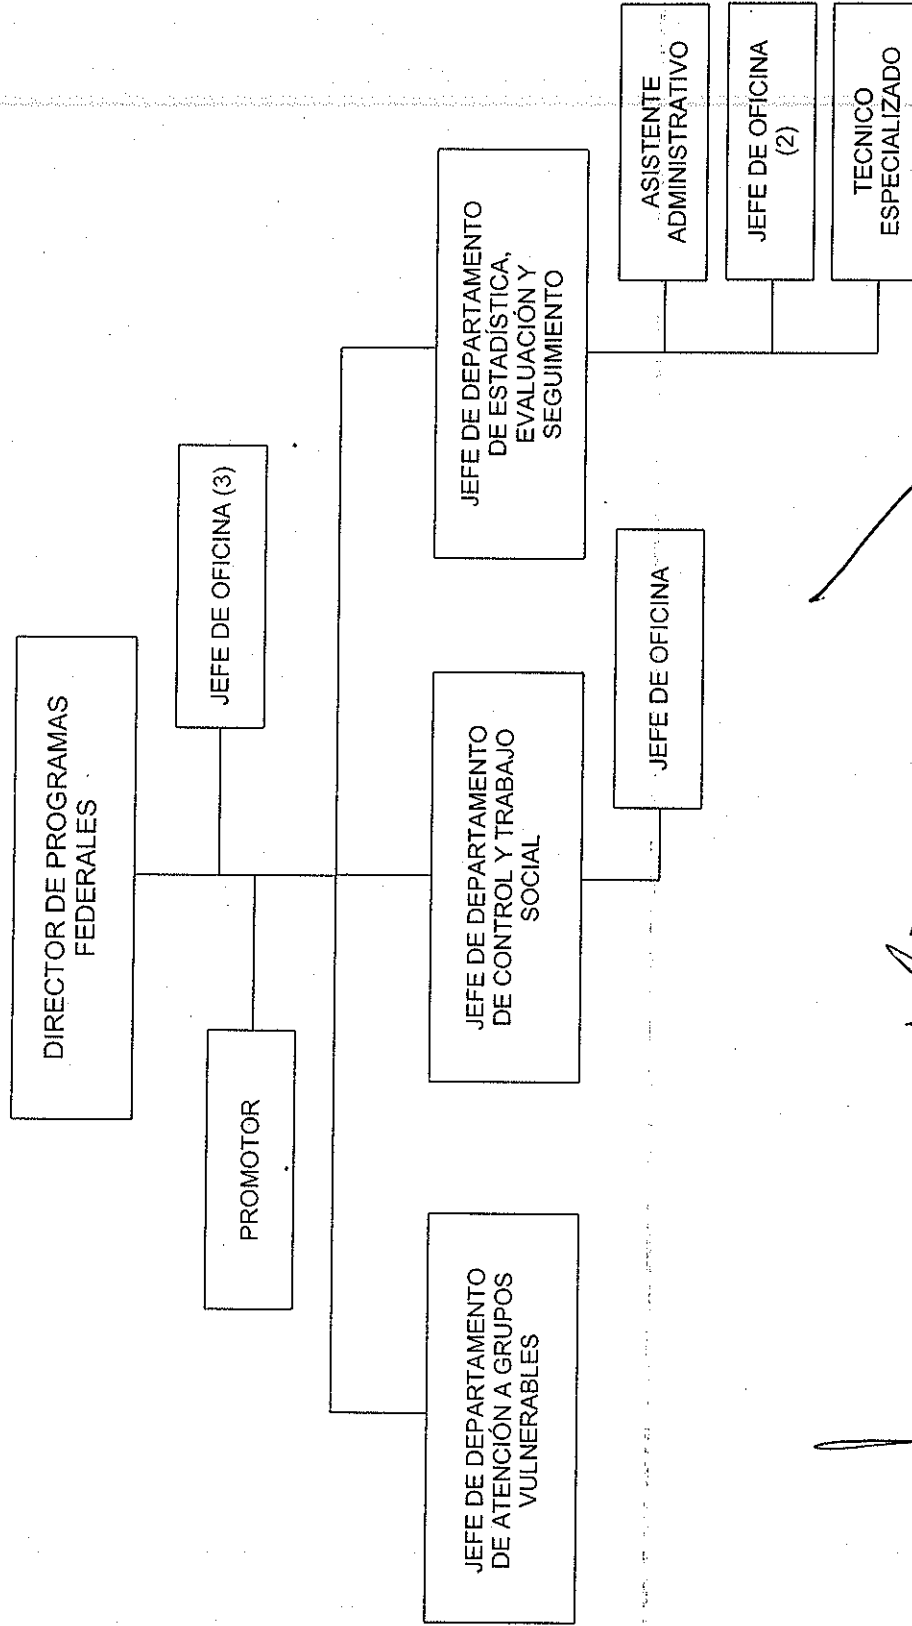 DIRECTOR DE PROGRAMAS
FEDERALES
PROMOTOR
JEFE DE OFICINA (3)
JEFE DE DEPARTAMENTO
DE ATENCIÓN A GRUPOS
VULNERABLES
JEFE DE DEPARTAMENTO
DE CONTROL Y TRABAJO
SOCIAL
JEFE DE OFICINA
JEFE DE DEPARTAMENTO
DE ESTADÍSTICA,
EVALUACIÓN Y
SEGUIMIENTO
ASISTENTE
ADMINISTRATIVO
JEFE DE OFICINA
(2)
TECNICO
ESPECIALIZADO